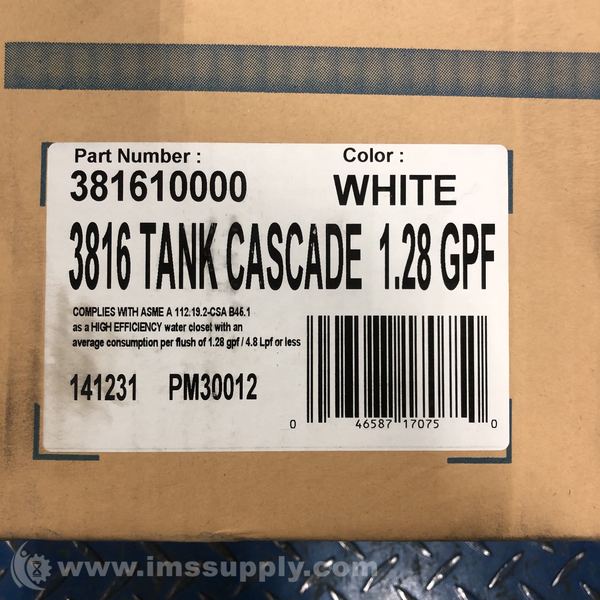 Part Number : Color :
381610000 WHITE
3816 TANK CASCADE 1.28 GPF
COMPLIES WITH ASME A 112.19.2-CSA B45.1
as a HIGH EFFICIENCY water closet with an
average consumption per flush of 1.28 gpf / 4.8 Lpf or less
141231 PM30012
0 46587 17075 0
www.imssupply.com